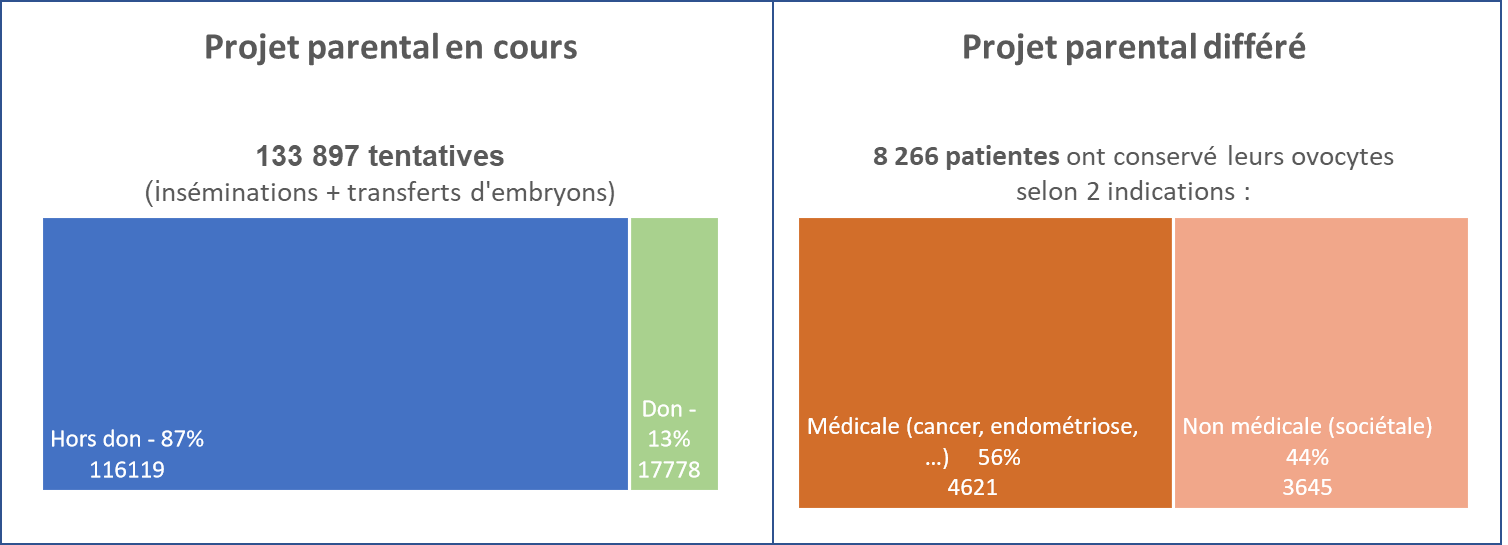 Projet parental en cours
133 897 tentatives
(inséminations + transferts d'embryons)
Hors don - 87%
116119
Don -
13%
17778
Projet parental différé
8 266 patientes ont conservé leurs ovocytes
selon 2 indications :
Médicale (cancer, endométriose,
...) 56%
4621
Non médicale (sociétale)
44%
3645